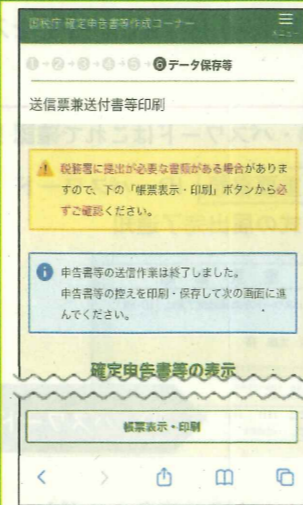 国税庁 確定申告書等作成コーナー
メニュー
1 2 3 4 5 6 データ保存等
送信票兼送付書等印刷
税務署に提出が必要な書類がある場合がありま
すので、下の「帳票表示・印刷」ボタンから必
ずご確認ください。
申告書等の送信作業は終了しました。
申告書等の控えを印刷・保存して次の画面に進
んでください。
確定申告書等の表示
帳票表示・印刷